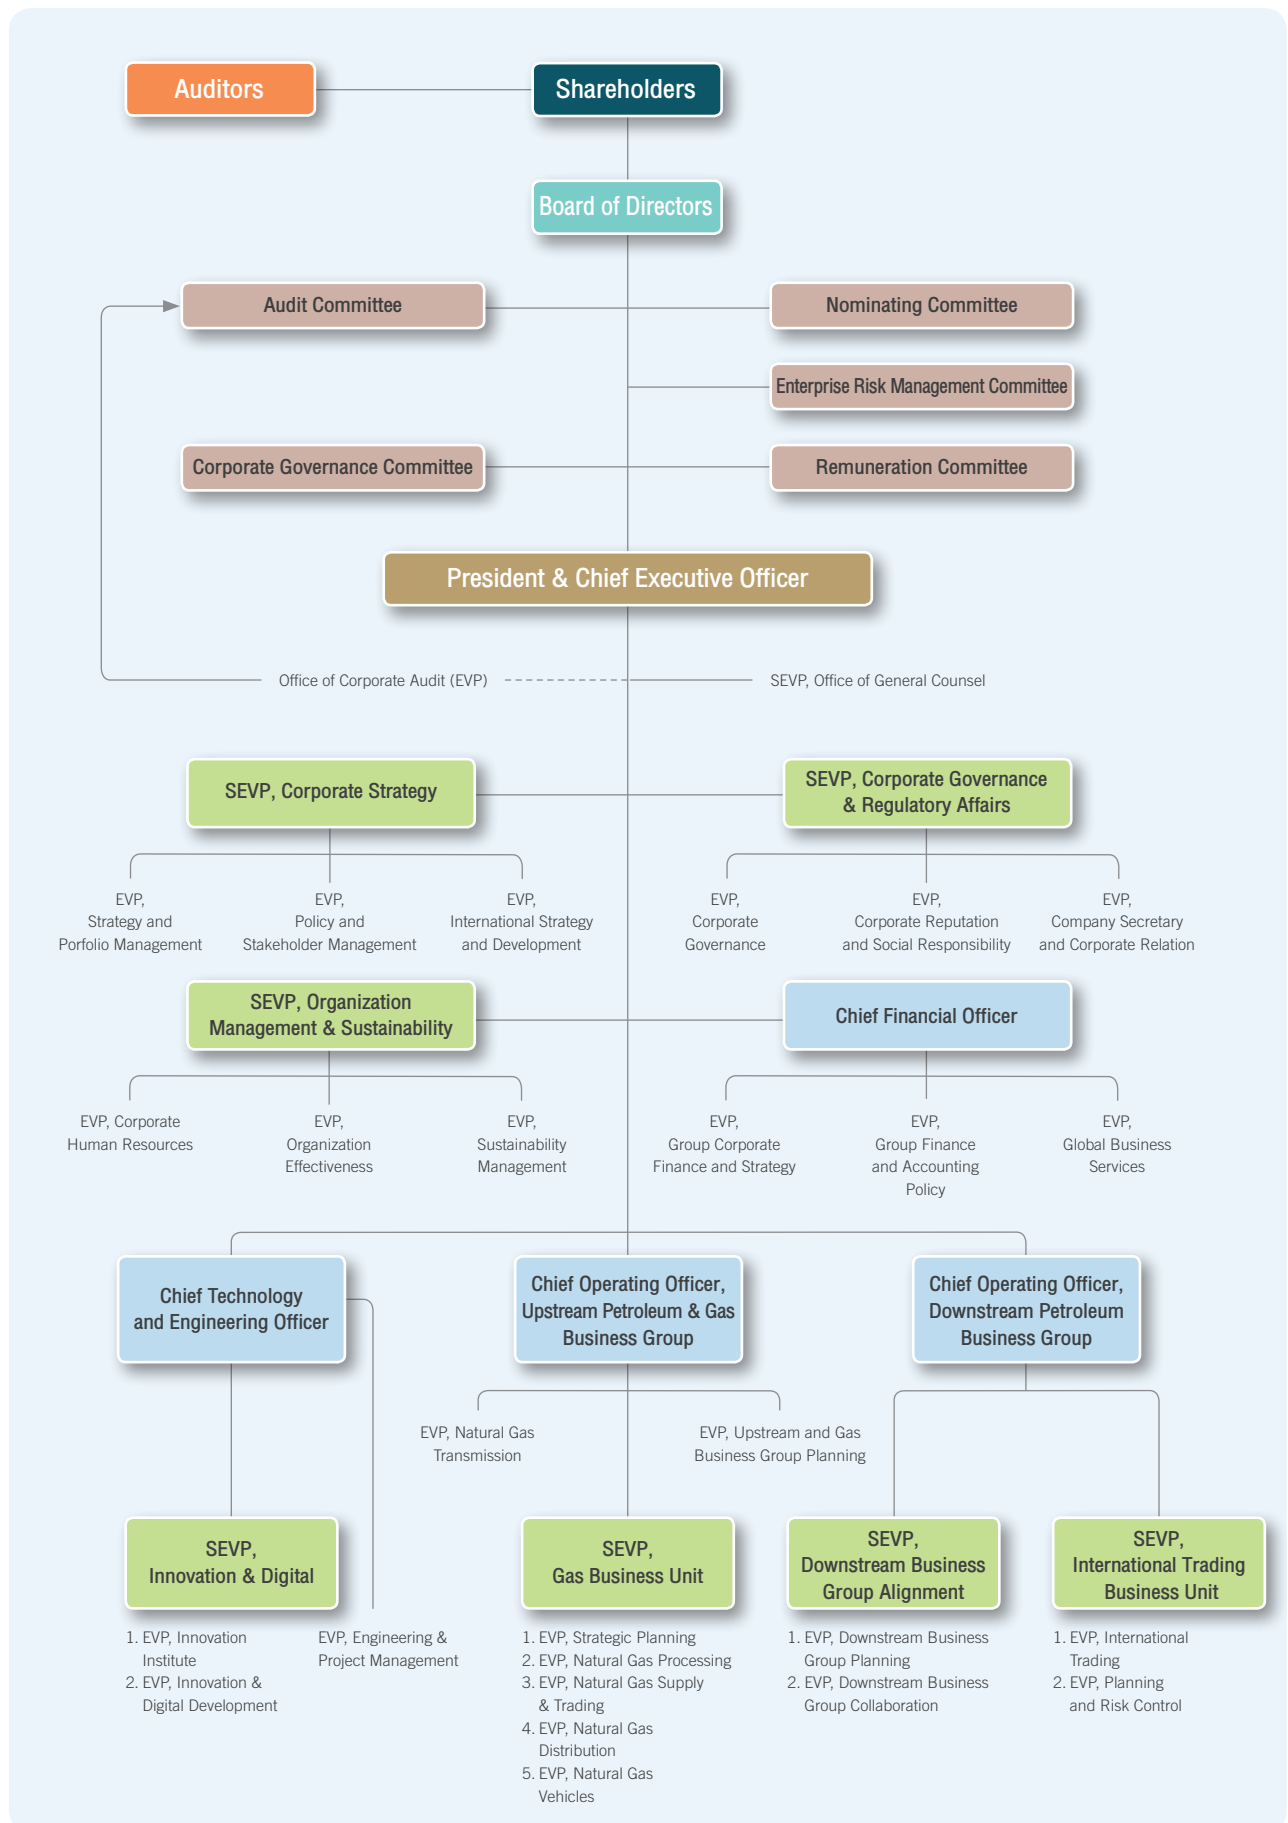 Auditors
Shareholders
Board of Directors
Audit Committee
Nominating Committee
Enterprise Risk Management Committee
Corporate Governance Committee
Remuneration Committee
President & Chief Executive Officer
Office of Corporate Audit (EVP)
SEVP, Office of General Counsel
SEVP, Corporate Strategy
SEVP, Corporate Governance
& Regulatory Affairs
EVP,
Strategy and
Porfolio Management
EVP,
Policy and
Stakeholder Management
EVP,
International Strategy
and Development
EVP,
Corporate
Governance
EVP,
Corporate Reputation
and Social Responsibility
EVP,
Company Secretary
and Corporate Relation
SEVP, Organization
Management & Sustainability
Chief Financial Officer
EVP, Corporate
Human Resources
EVP,
Organization
Effectiveness
EVP,
Sustainability
Management
EVP,
Group Corporate
Finance and Strategy
EVP,
Group Finance
and Accounting
Policy
EVP,
Global Business
Services
Chief Technology
and Engineering Officer
Chief Operating Officer,
Upstream Petroleum & Gas
Business Group
Chief Operating Officer,
Downstream Petroleum
Business Group
EVP, Natural Gas
Transmission
EVP, Upstream and Gas
Business Group Planning
SEVP,
Innovation & Digital
SEVP,
Gas Business Unit
SEVP,
Downstream Business
Group Alignment
SEVP,
International Trading
Business Unit
1. EVP, Innovation
Institute
2. EVP, Innovation &
Digital Development
EVP, Engineering &
Project Management
1. EVP, Strategic Planning
2. EVP, Natural Gas Processing
3. EVP, Natural Gas Supply
& Trading
4. EVP, Natural Gas
Distribution
5. EVP, Natural Gas
Vehicles
1. EVP, Downstream Business
Group Planning
2. EVP, Downstream Business
Group Collaboration
1. EVP, International
Trading
2. EVP, Planning
and Risk Control